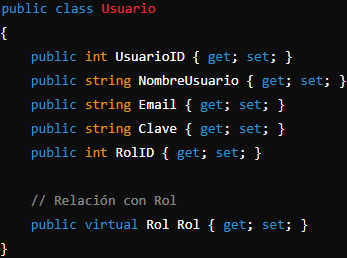 public class Usuario
{
public int UsuarioID { get; set; }
public string NombreUsuario { get; set; }
public string Email { get; set; }
public string Clave { get; set; }
public int RolID { get; set; }
// Relación con Rol
public virtual Rol Rol { get; set; }
}